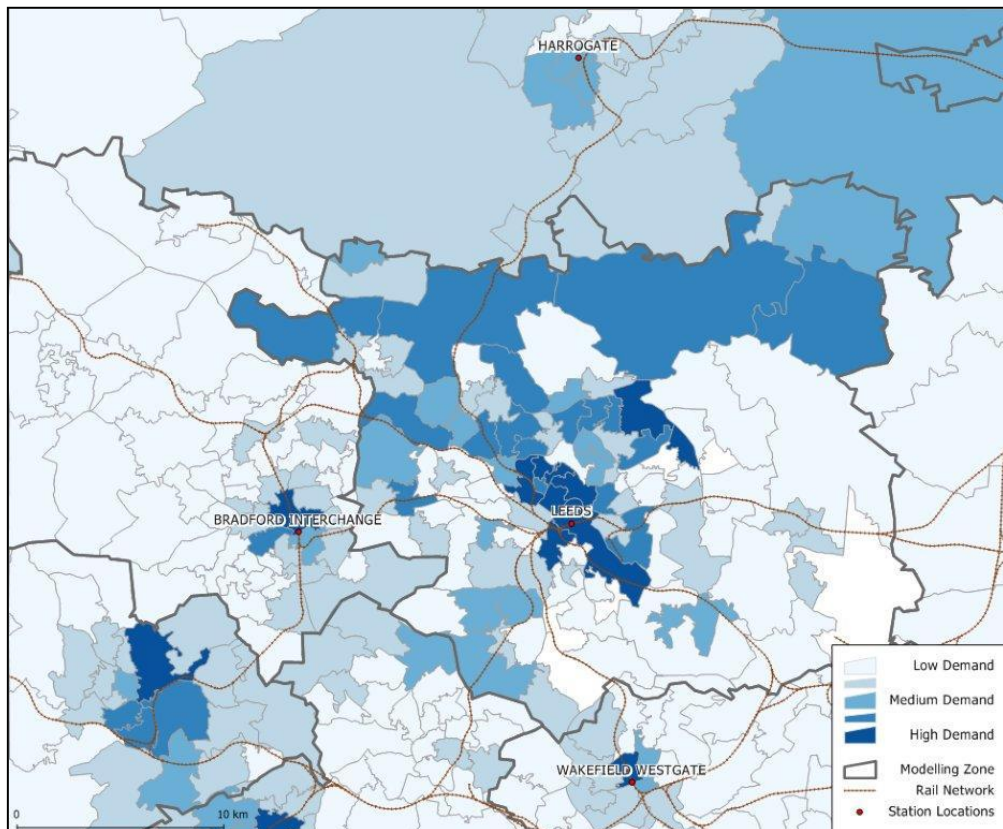 HARROGATE
BRADFORD INTERCHANGE
LEEDS
WAKEFIELD WESTGATE
Low Demand
Medium Demand
High Demand
Modelling Zone
Rail Network
Station Locations
0 10 km